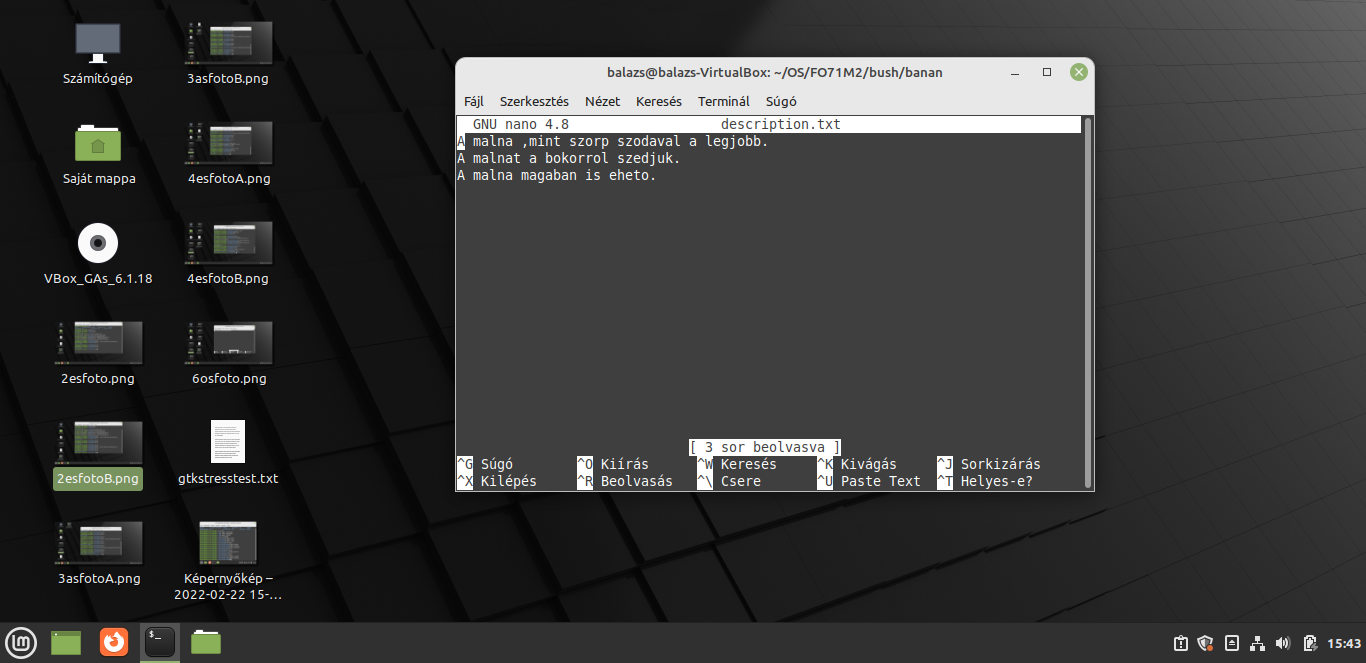 Számítógép
3asfotoB.png
Saját mappa
4esfotoA.png
VBox_GAs_6.1.18
4esfotoB.png
2esfoto.png
6osfoto.png
2esfotoB.png
gtkstresstest.txt
3asfotoA.png
Képernyőkép –
2022-02-22 15-...
balazs@balazs-VirtualBox: ~/OS/FO71M2/bush/banan
Fájl Szerkesztés Nézet Keresés Terminál Súgó
GNU nano 4.8 description.txt
A malna ,mint szorp szodaval a legjobb.
A malnat a bokorrol szedjuk.
A malna magaban is eheto.
[ 3 sor beolvasva ]
^G Súgó ^O Kiírás ^W Keresés ^K Kivágás ^J Sorkizárás
^X Kilépés ^R Beolvasás ^\ Csere ^U Paste Text ^T Helyes-e?
$_
15:43